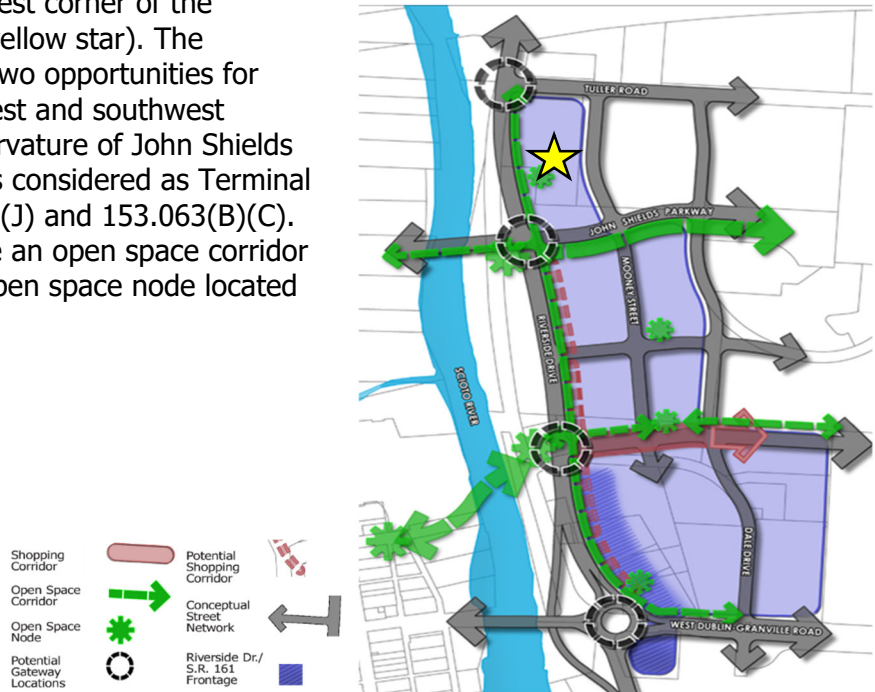 est corner of the
ellow star). The
two opportunities for
est and southwest
rvature of John Shields
s considered as Terminal
(J) and 153.063(B)(C).
e an open space corridor
pen space node located
TULLER ROAD
JOHN SHIELDS PARKWAY
MOONEY STREET
RIVERSIDE DRIVE
SCIOTO RIVER
DALE DRIVE
WEST DUBLIN-GRANVILLE ROAD
Shopping
Corridor
Open Space
Corridor
Open Space
Node
Potential
Gateway
Locations
Potential
Shopping
Corridor
Conceptual
Street
Network
Riverside Dr./
S.R. 161
Frontage